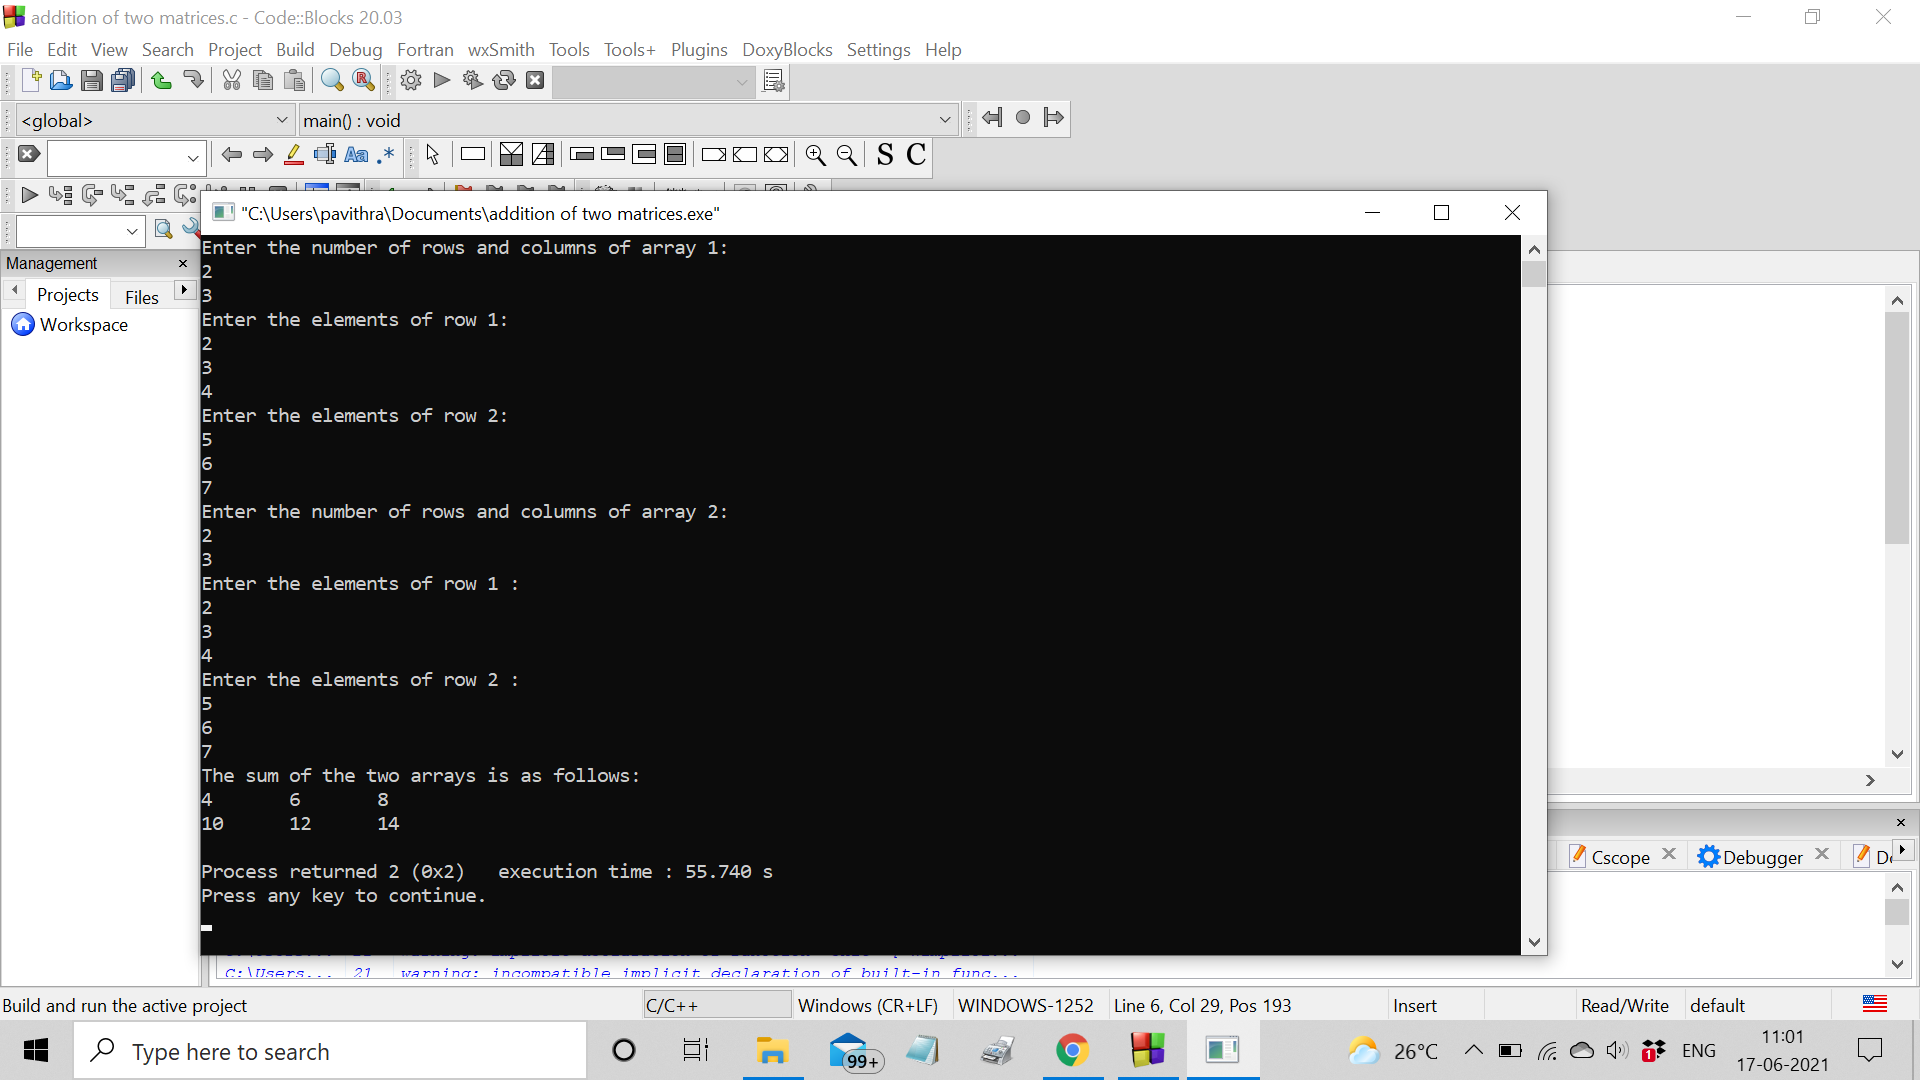 addition of two matrices.c - Code::Blocks 20.03
File Edit View Search Project Build Debug Fortran wxSmith Tools Tools+ Plugins DoxyBlocks Settings Help
<global> main() : void
Aa .* S C
"C:\Users\pavithra\Documents\addition of two matrices.exe"
Management
Projects Files
Workspace
Enter the number of rows and columns of array 1:
2
3
Enter the elements of row 1:
2
3
4
Enter the elements of row 2:
5
6
7
Enter the number of rows and columns of array 2:
2
3
Enter the elements of row 1 :
2
3
4
Enter the elements of row 2 :
5
6
7
The sum of the two arrays is as follows:
4 6 8
10 12 14
Process returned 2 (0x2) execution time : 55.740 s
Press any key to continue.
Cscope Debugger
C:\Users... 21 warning: incompatible implicit declaration of built-in func...
Build and run the active project C/C++ Windows (CR+LF) WINDOWS-1252 Line 6, Col 29, Pos 193 Insert Read/Write default
Type here to search 99+ 26°C 1 ENG 11:01
17-06-2021